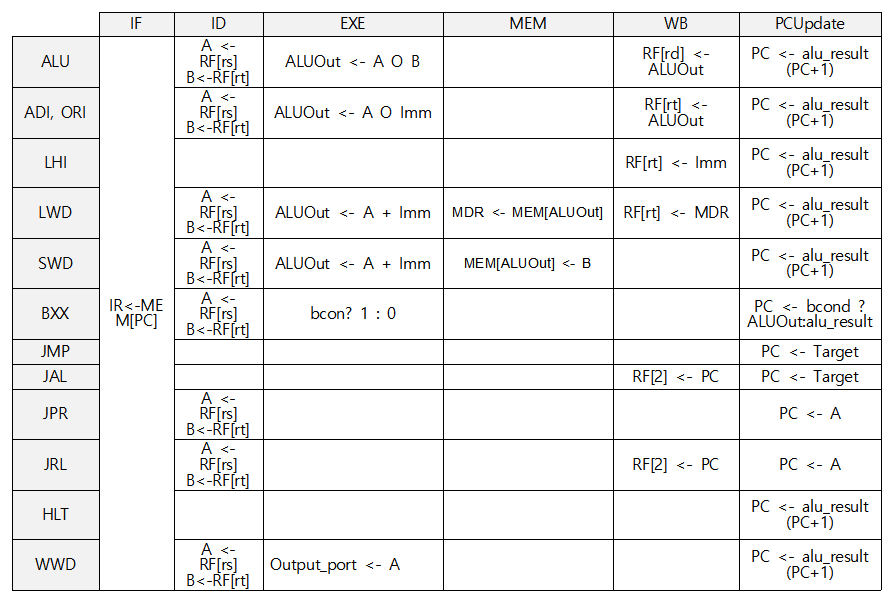 IF ID EXE MEM WB PCUpdate
ALU
A <-
RF[rs]
B<-RF[rt]
ALUOut <- A O B
RF[rd] <-
ALUOut
PC <- alu_result
(PC+1)
ADI, ORI
A <-
RF[rs]
B<-RF[rt]
ALUOut <- A O Imm
RF[rt] <-
ALUOut
PC <- alu_result
(PC+1)
LHI
RF[rt] <- Imm
PC <- alu_result
(PC+1)
LWD
A <-
RF[rs]
B<-RF[rt]
ALUOut <- A + Imm
MDR <- MEM[ALUOut]
RF[rt] <- MDR
PC <- alu_result
(PC+1)
SWD
A <-
RF[rs]
B<-RF[rt]
ALUOut <- A + Imm
MEM[ALUOut] <- B
PC <- alu_result
(PC+1)
BXX
IR<-ME
M[PC]
A <-
RF[rs]
B<-RF[rt]
bcon? 1 : 0
PC <- bcond ?
ALUOut:alu_result
JMP
PC <- Target
JAL
RF[2] <- PC
PC <- Target
JPR
A <-
RF[rs]
B<-RF[rt]
PC <- A
JRL
A <-
RF[rs]
B<-RF[rt]
RF[2] <- PC
PC <- A
HLT
PC <- alu_result
(PC+1)
WWD
A <-
RF[rs]
B<-RF[rt]
Output_port <- A
PC <- alu_result
(PC+1)